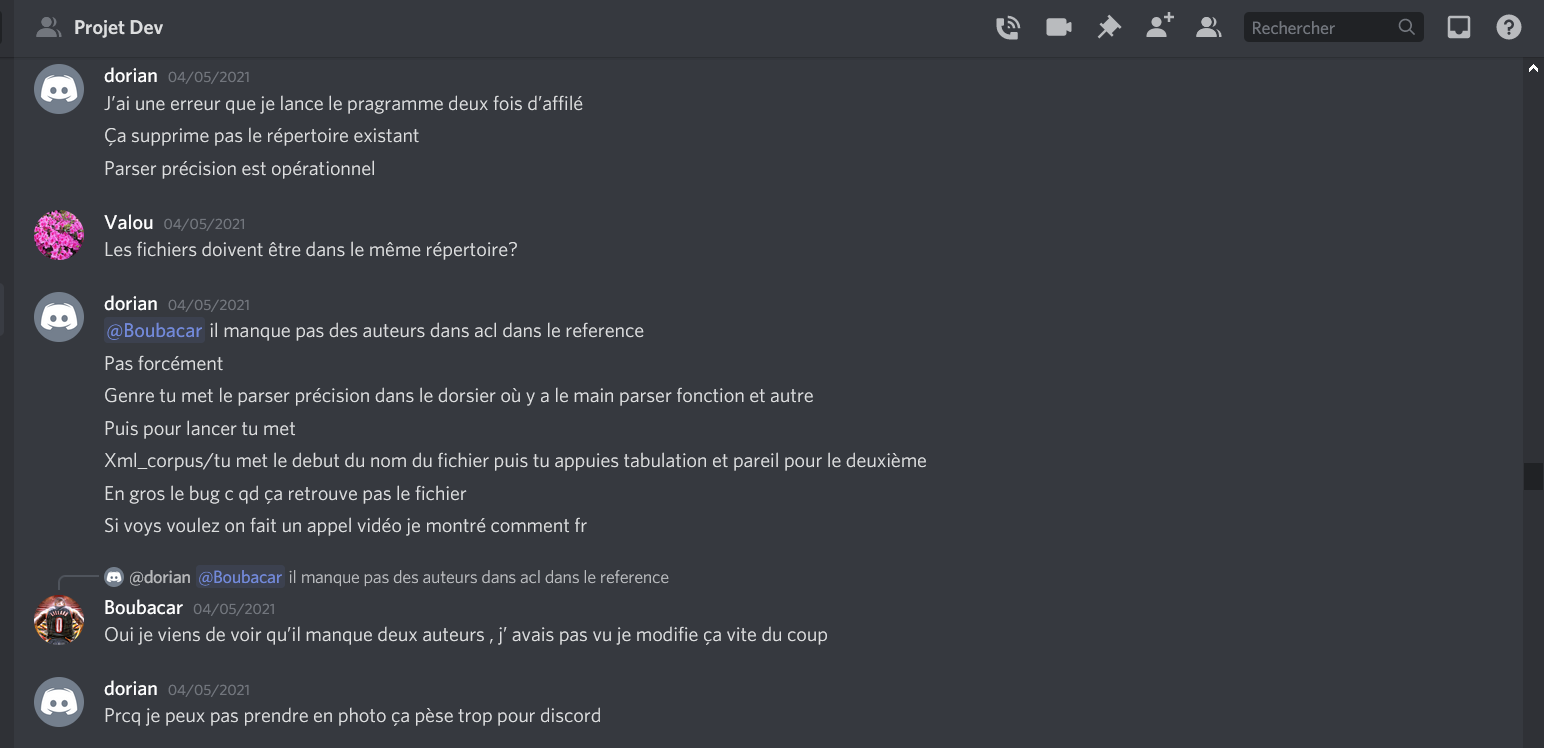 Projet Dev
Rechercher
dorian 04/05/2021
J'ai une erreur que je lance le pragramme deux fois d'affilé
Ça supprime pas le répertoire existant
Parser précision est opérationnel
Valou 04/05/2021
Les fichiers doivent être dans le même répertoire?
dorian 04/05/2021
@Boubacar il manque pas des auteurs dans acl dans le reference
Pas forcément
Genre tu met le parser précision dans le dorsier où y a le main parser fonction et autre
Puis pour lancer tu met
Xml_corpus/tu met le debut du nom du fichier puis tu appuies tabulation et pareil pour le deuxième
En gros le bug c qd ça retrouve pas le fichier
Si voys voulez on fait un appel vidéo je montré comment fr
@dorian @Boubacar il manque pas des auteurs dans acl dans le reference
Boubacar 04/05/2021
Oui je viens de voir qu'il manque deux auteurs , j' avais pas vu je modifie ça vite du coup
dorian 04/05/2021
Prcq je peux pas prendre en photo ça pèse trop pour discord